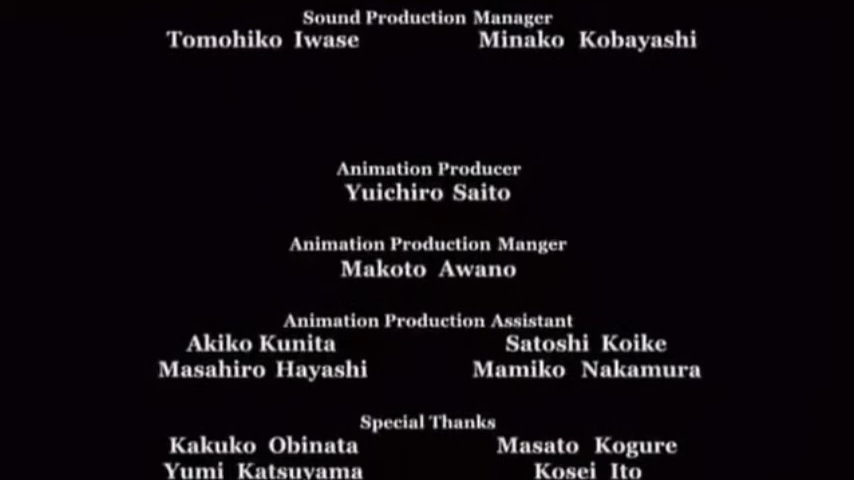 Sound Production Manager
Tomohiko Iwase Minako Kobayashi
Animation Producer
Yuichiro Saito
Animation Production Manger
Makoto Awano
Animation Production Assistant
Akiko Kunita Satoshi Koike
Masahiro Hayashi Mamiko Nakamura
Special Thanks
Kakuko Obinata Masato Kogure
Yumi Katsuyama Kosei Ito